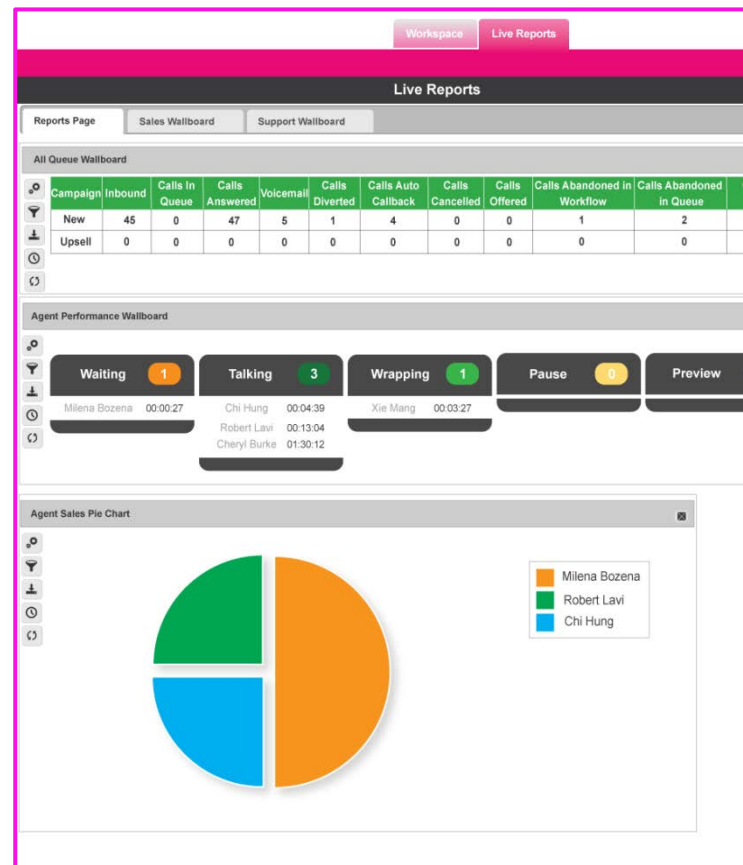 Workspace Live Reports
Live Reports
Reports Page Sales Wallboard Support Wallboard
All Queue Wallboard
Campaign Inbound Calls In Queue Calls Answered Voicemail Calls Diverted Calls Auto Callback Calls Cancelled Calls Offered Calls Abandoned in Workflow Calls Abandoned in Queue
New 45 0 47 5 1 4 0 0 1 2
Upsell 0 0 0 0 0 0 0 0 0 0
Agent Performance Wallboard
Waiting 1 Talking 3 Wrapping 1 Pause 0 Preview
Milena Bozena 00:00:27 Chi Hung 00:04:39 Xie Mang 00:03:27
Robert Lavi 00:13:04
Cheryl Burke 01:30:12
Agent Sales Pie Chart
Milena Bozena
Robert Lavi
Chi Hung